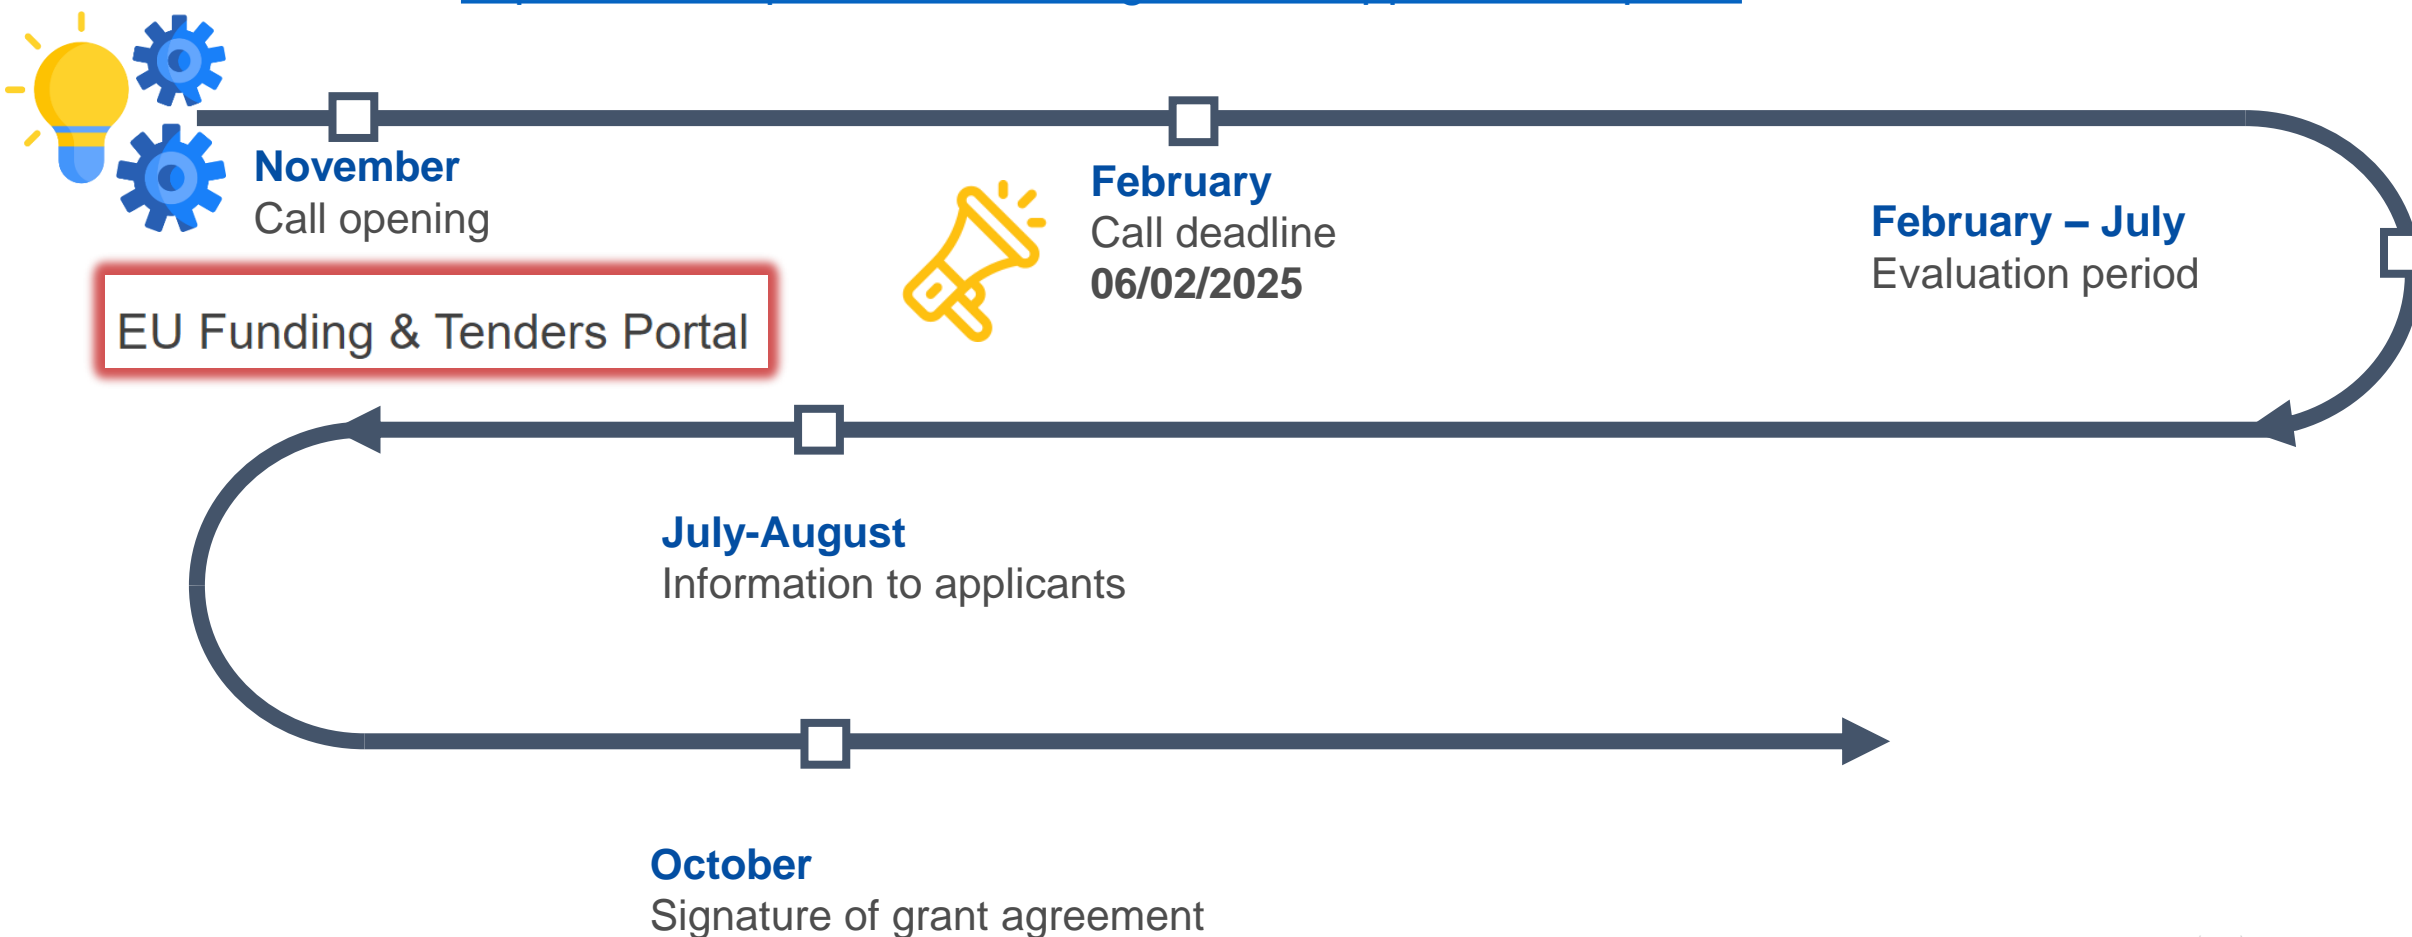 November
Call opening
EU Funding & Tenders Portal
February
Call deadline
06/02/2025
February – July
Evaluation period
July-August
Information to applicants
October
Signature of grant agreement